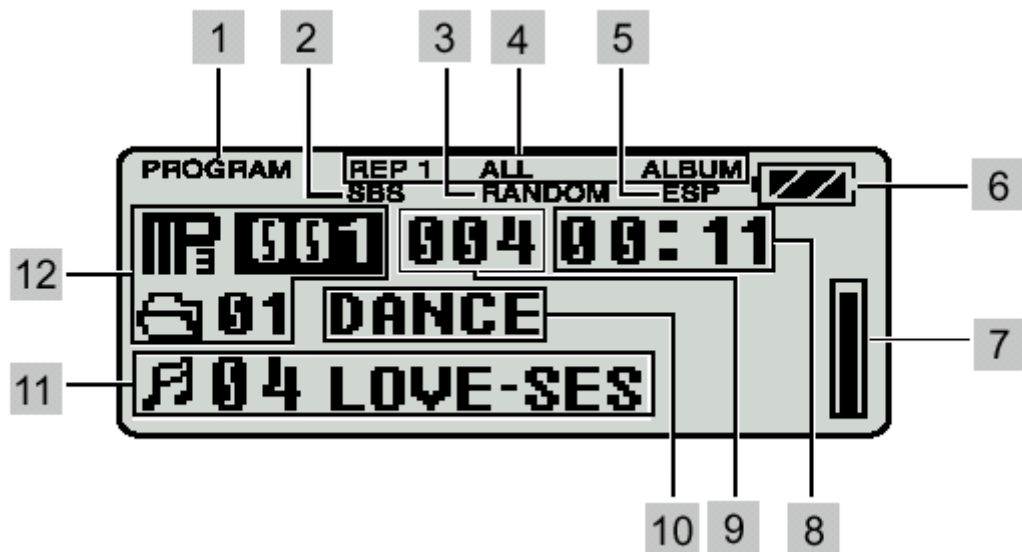 1 2 3 4 5
PROGRAM REP 1 ALL ALBUM
SBS RANDOM ESP
6
MP3 001 004 00:11
12
01 DANCE
7
11
04 LOVE-SES
10 9 8